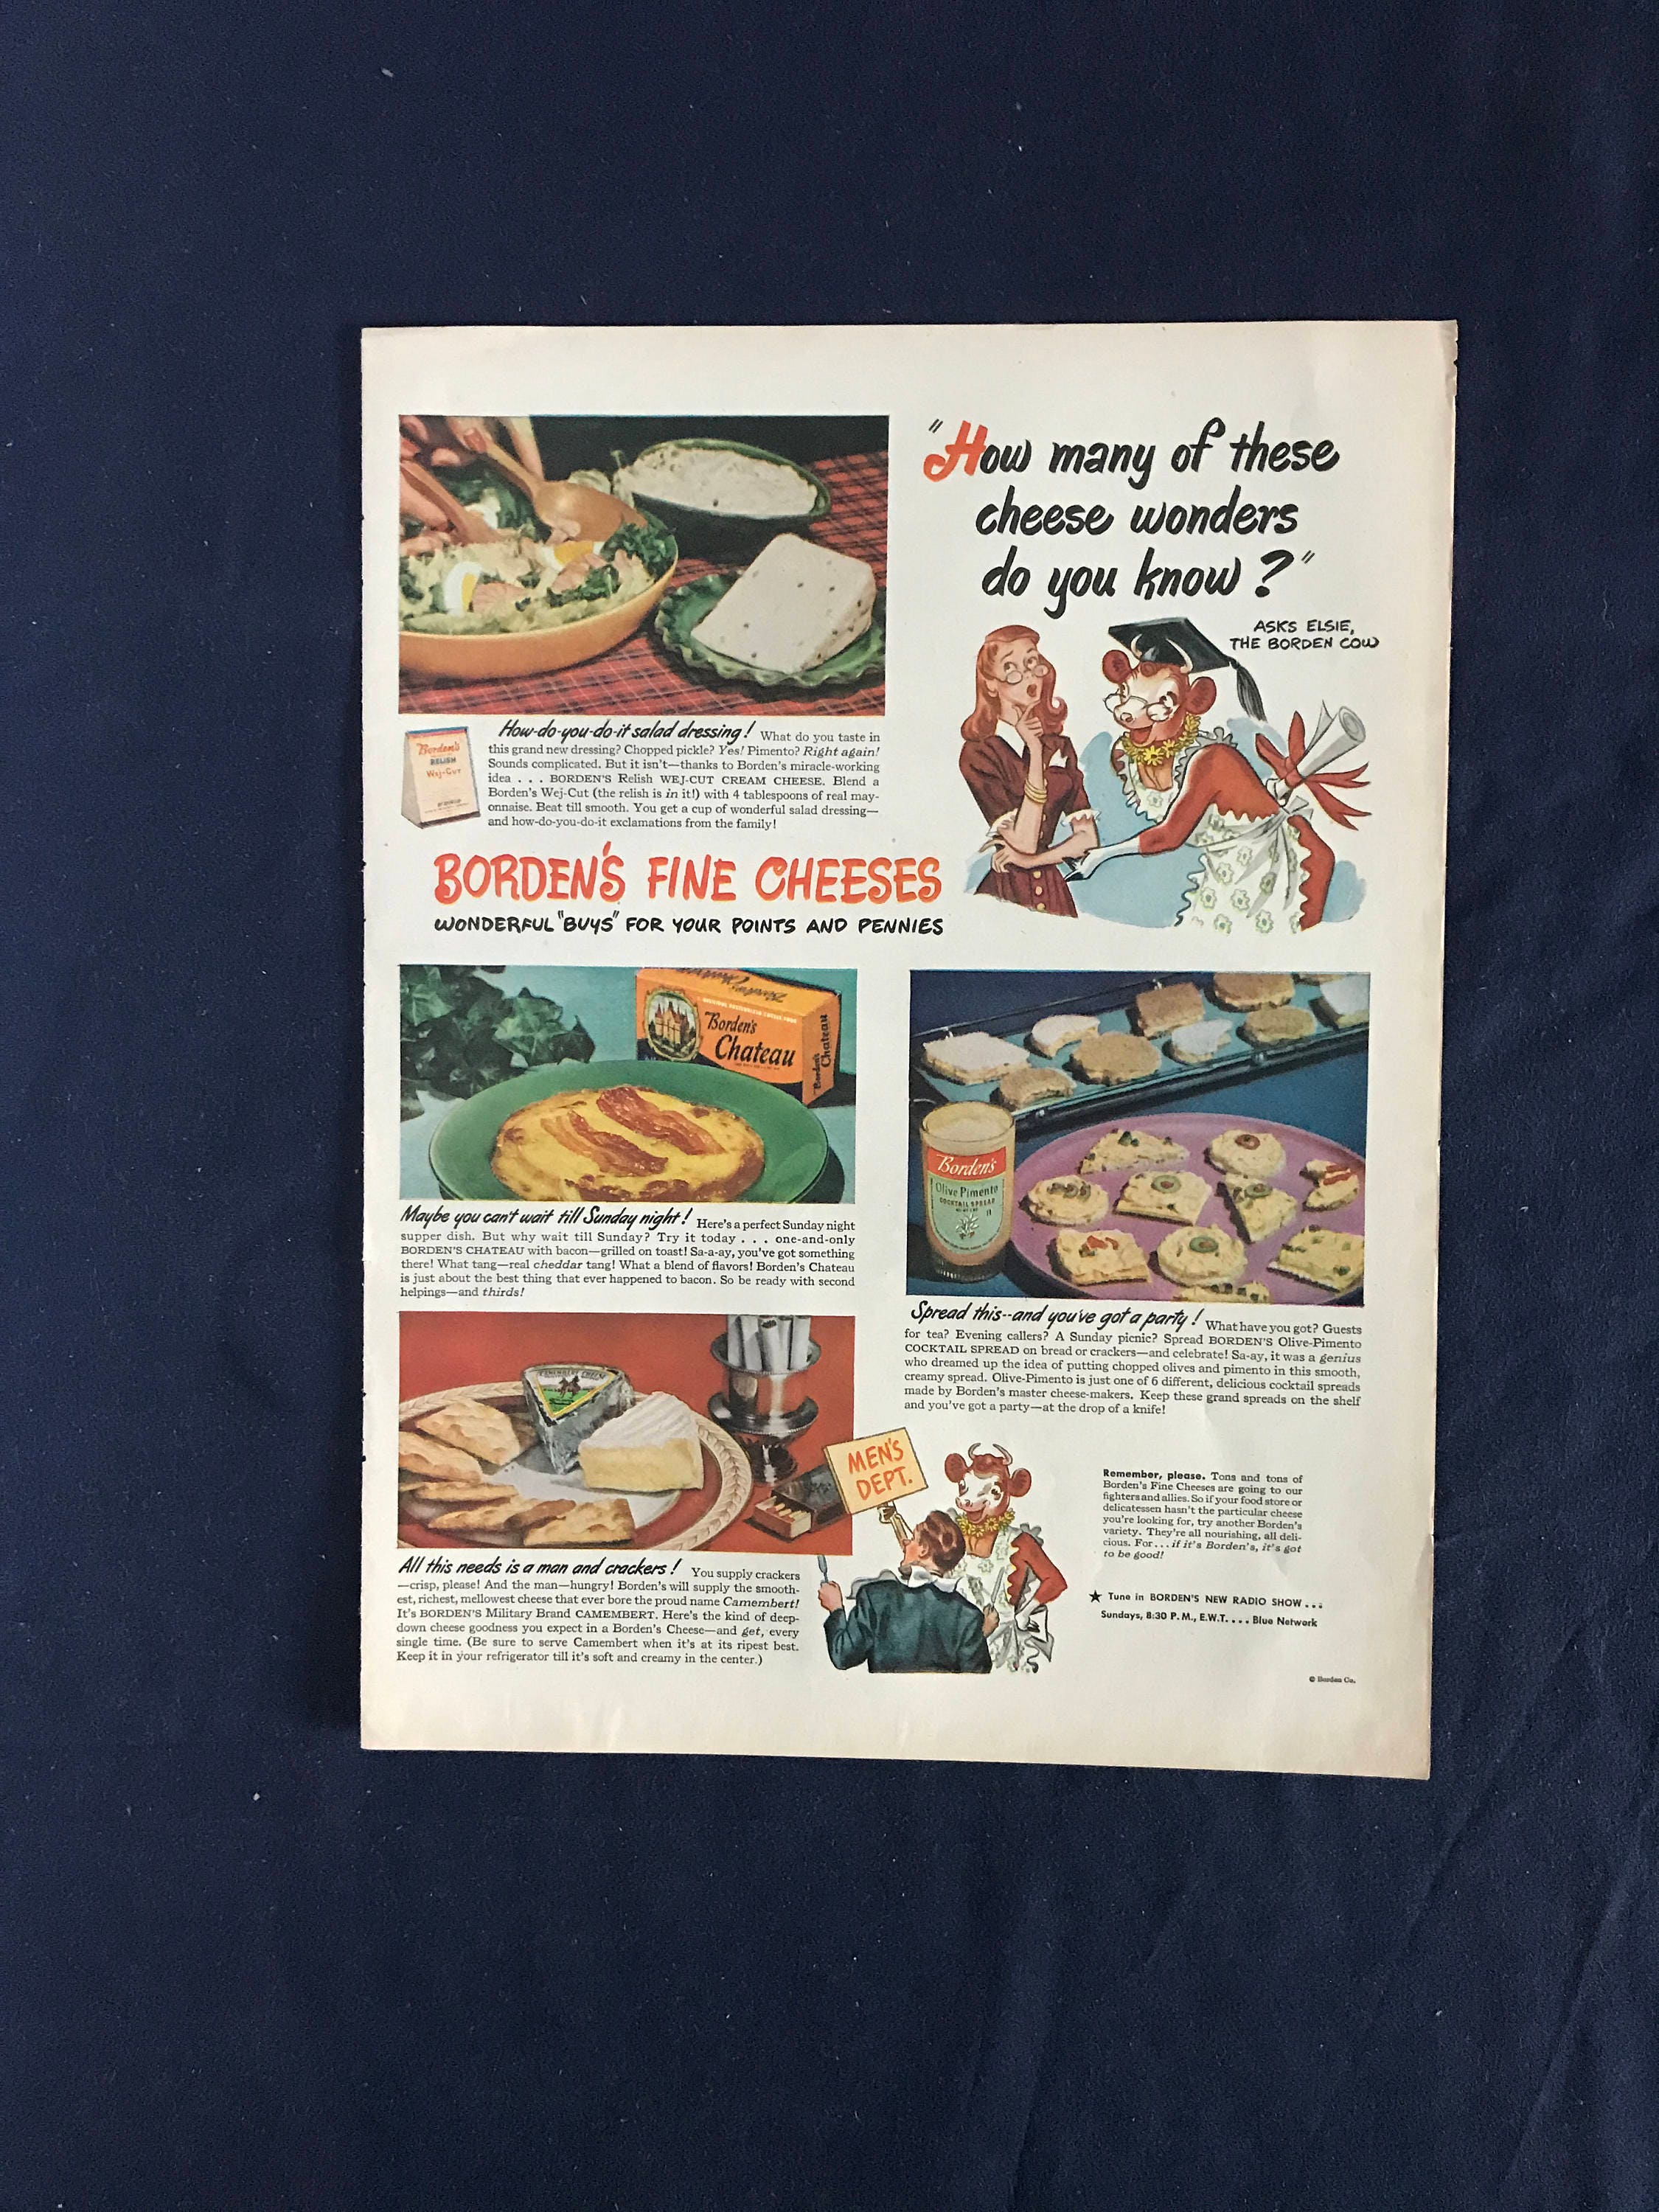 "How many of these
cheese wonders
do you know?"
ASKS ELSIE,
THE BORDEN COW
Borden's
RELISH
Wej-Cut
How-do-you-do-it salad dressing! What do you taste in
this grand new dressing? Chopped pickle? Yes! Pimento? Right again!
Sounds complicated. But it isn't—thanks to Borden's miracle-working
idea . . . BORDEN'S Relish WEJ-CUT CREAM CHEESE. Blend a
Borden's Wej-Cut (the relish is in it!) with 4 tablespoons of real may-
onnaise. Beat till smooth. You get a cup of wonderful salad dressing—
and how-do-you-do-it exclamations from the family!
BORDEN'S FINE CHEESES
WONDERFUL "BUYS" FOR YOUR POINTS AND PENNIES
Borden's Chateau
Borden's
Chateau
Borden's
Chateau
Maybe you can't wait till Sunday night! Here's a perfect Sunday night
supper dish. But why wait till Sunday? Try it today . . . one-and-only
BORDEN'S CHATEAU with bacon—grilled on toast! Sa-a-ay, you've got something
there! What tang—real cheddar tang! What a blend of flavors! Borden's Chateau
is just about the best thing that ever happened to bacon. So be ready with second
helpings—and thirds!
Borden's
Olive Pimento
COCKTAIL SPREAD
Spread this--and you've got a party! What have you got? Guests
for tea? Evening callers? A Sunday picnic? Spread BORDEN'S Olive-Pimento
COCKTAIL SPREAD on bread or crackers—and celebrate! Sa-ay, it was a genius
who dreamed up the idea of putting chopped olives and pimento in this smooth,
creamy spread. Olive-Pimento is just one of 6 different, delicious cocktail spreads
made by Borden's master cheese-makers. Keep these grand spreads on the shelf
and you've got a party—at the drop of a knife!
CAMEMBERT CHEESE
All this needs is a man and crackers! You supply crackers
—crisp, please! And the man—hungry! Borden's will supply the smooth-
est, richest, mellowest cheese that ever bore the proud name Camembert!
It's BORDEN'S Military Brand CAMEMBERT. Here's the kind of deep-
down cheese goodness you expect in a Borden's Cheese—and get, every
single time. (Be sure to serve Camembert when it's at its ripest best.
Keep it in your refrigerator till it's soft and creamy in the center.)
MEN'S
DEPT.
Remember, please. Tons and tons of
Borden's Fine Cheeses are going to our
fighters and allies. So if your food store or
delicatessen hasn't the particular cheese
you're looking for, try another Borden's
variety. They're all nourishing, all deli-
cious. For . . . if it's Borden's, it's got
to be good!
★ Tune in BORDEN'S NEW RADIO SHOW . . .
Sundays, 8:30 P.M., E.W.T. . . . Blue Network
© Borden Co.